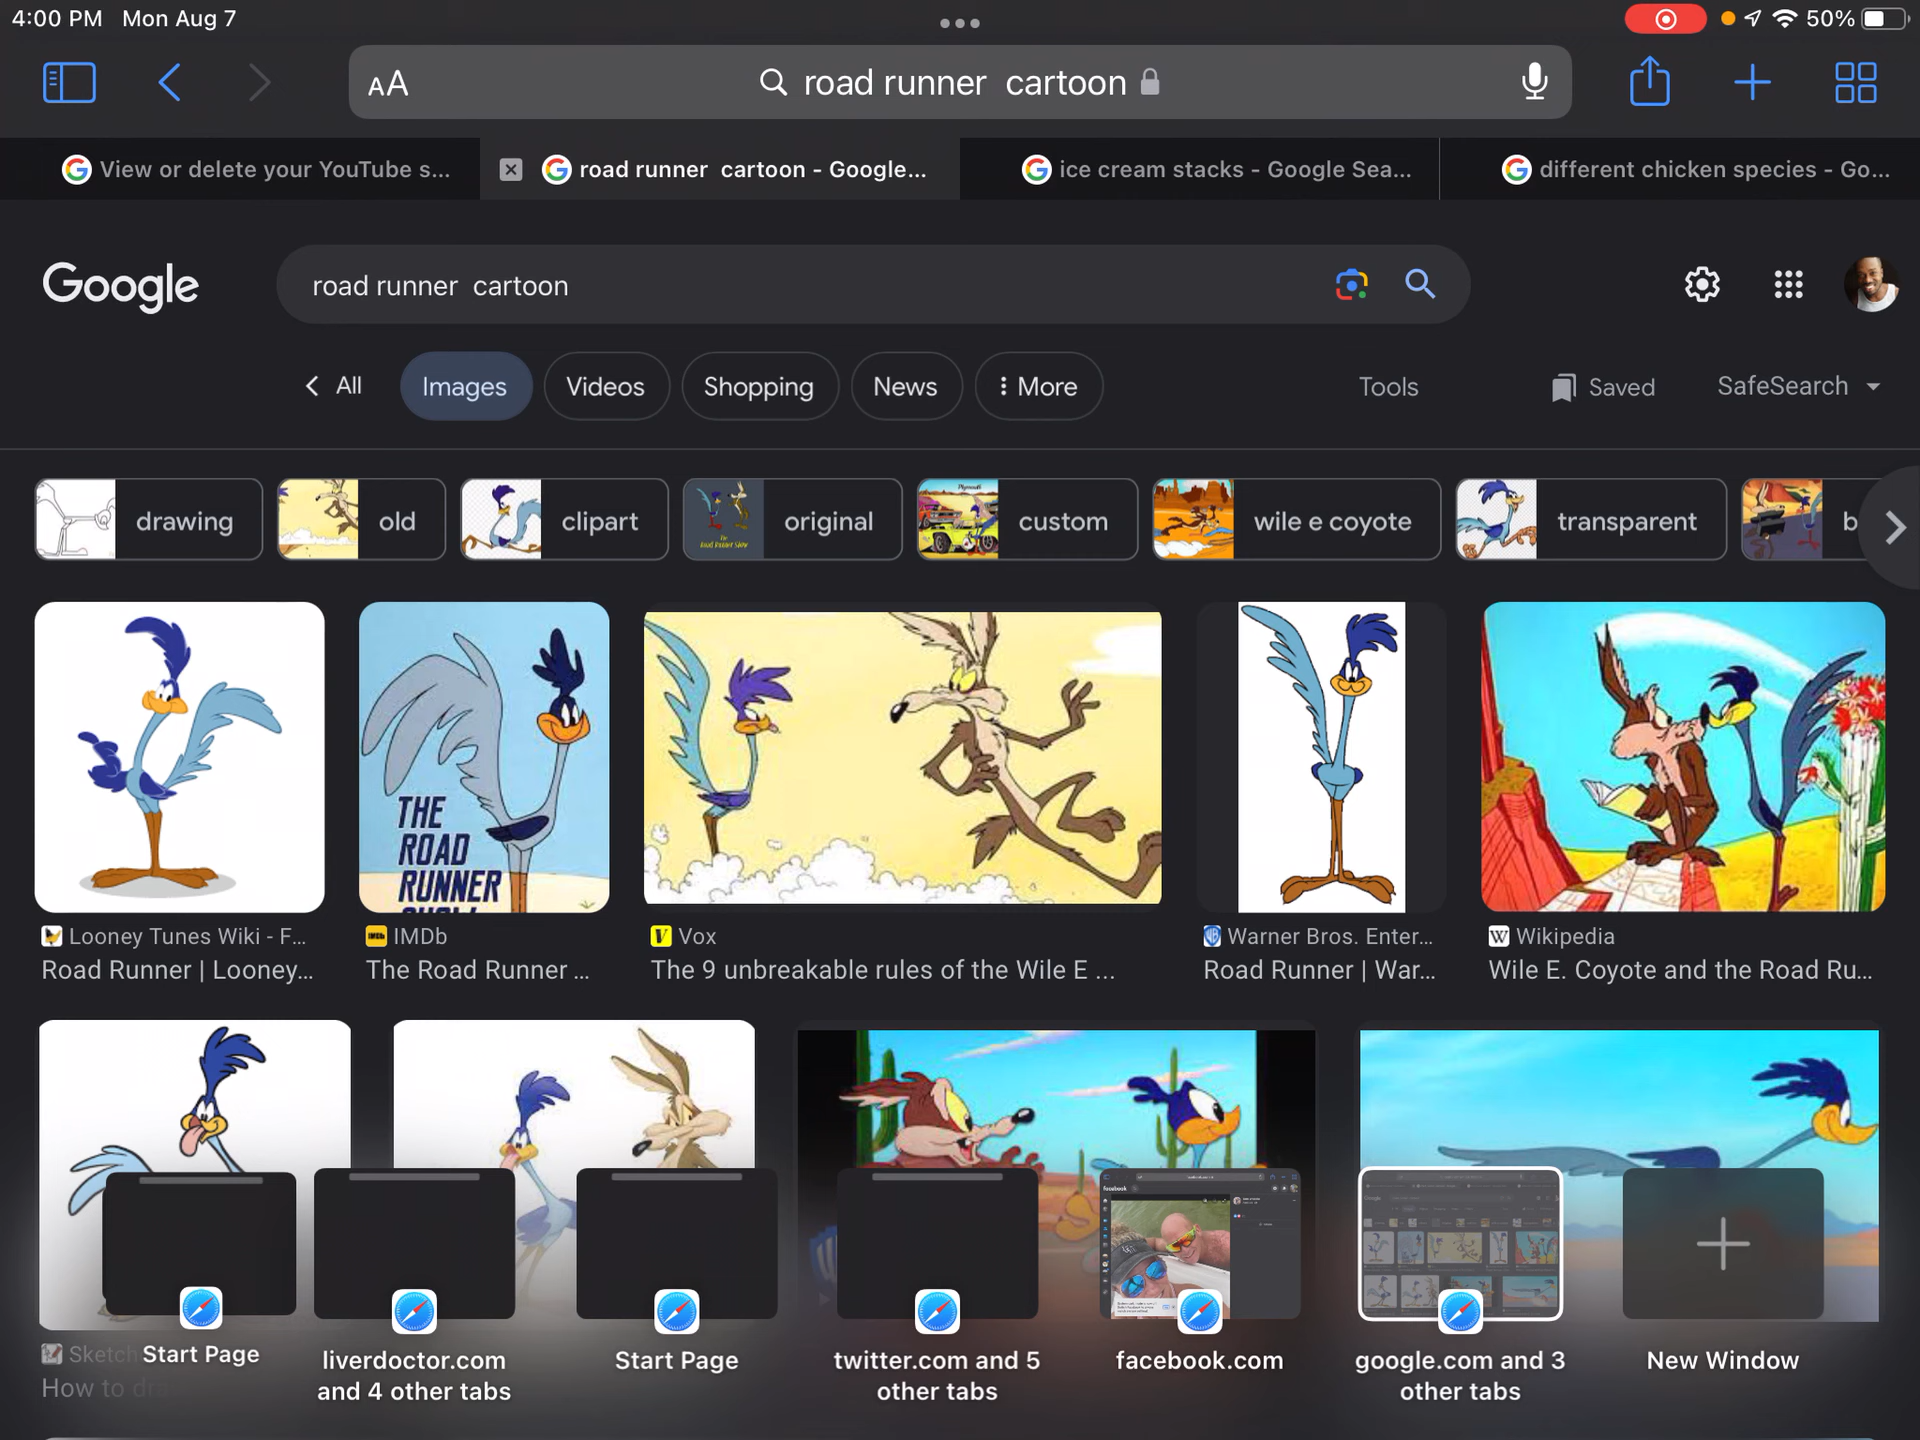 4:00 PM Mon Aug 7
50%
AA
road runner  cartoon
View or delete your YouTube s...
road runner  cartoon - Google...
ice cream stacks - Google Sea...
different chicken species - Go...
Google
road runner  cartoon
All
Images
Videos
Shopping
News
More
Tools
Saved
SafeSearch
drawing
old
clipart
original
custom
wile e coyote
transparent
b
THE
ROAD
RUNNER
Looney Tunes Wiki - F...
Road Runner | Looney...
IMDb
The Road Runner ...
Vox
The 9 unbreakable rules of the Wile E ...
Warner Bros. Enter...
Road Runner | War...
Wikipedia
Wile E. Coyote and the Road Ru...
Sketch
How to dra
Start Page
liverdoctor.com
and 4 other tabs
Start Page
twitter.com and 5
other tabs
facebook
facebook.com
google.com and 3
other tabs
New Window